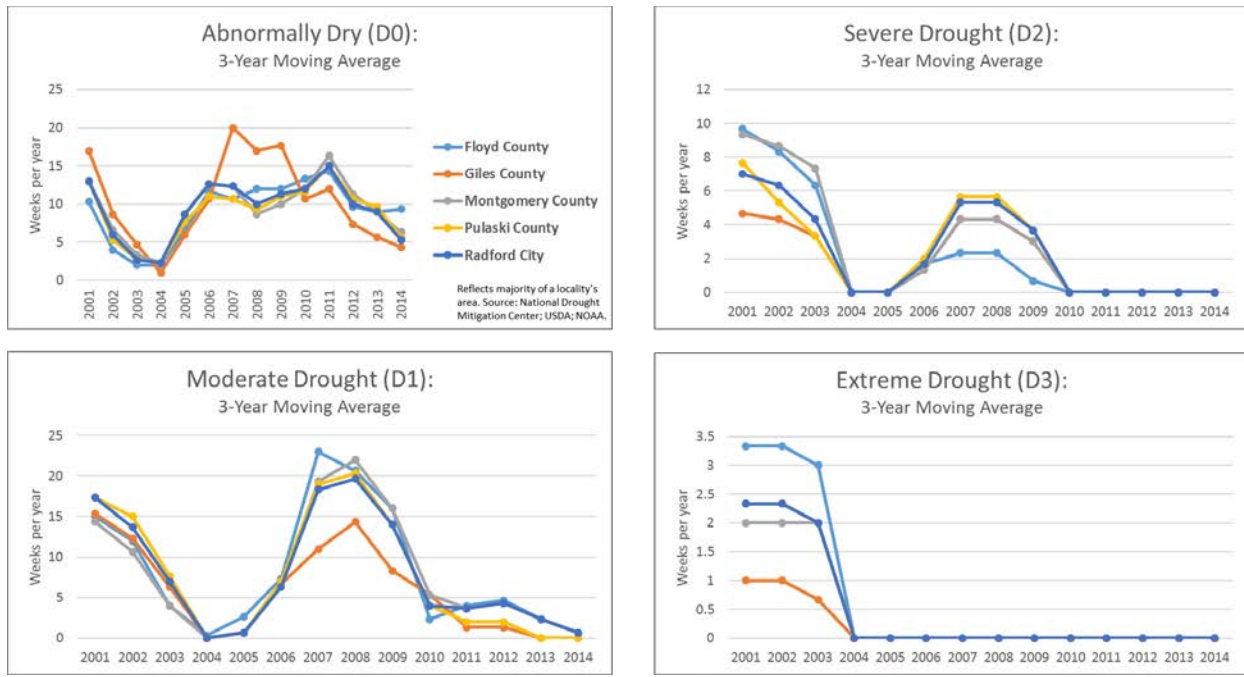 Abnormally Dry (D0):
3-Year Moving Average
Weeks per year
25
20
15
10
5
0
2001 2002 2003 2004 2005 2006 2007 2008 2009 2010 2011 2012 2013 2014
Floyd County
Giles County
Montgomery County
Pulaski County
Radford City
Reflects majority of a locality's
area. Source: National Drought
Mitigation Center; USDA; NOAA.
Severe Drought (D2):
3-Year Moving Average
Weeks per year
12
10
8
6
4
2
0
2001 2002 2003 2004 2005 2006 2007 2008 2009 2010 2011 2012 2013 2014
Moderate Drought (D1):
3-Year Moving Average
Weeks per year
25
20
15
10
5
0
2001 2002 2003 2004 2005 2006 2007 2008 2009 2010 2011 2012 2013 2014
Extreme Drought (D3):
3-Year Moving Average
Weeks per year
3.5
3
2.5
2
1.5
1
0.5
0
2001 2002 2003 2004 2005 2006 2007 2008 2009 2010 2011 2012 2013 2014